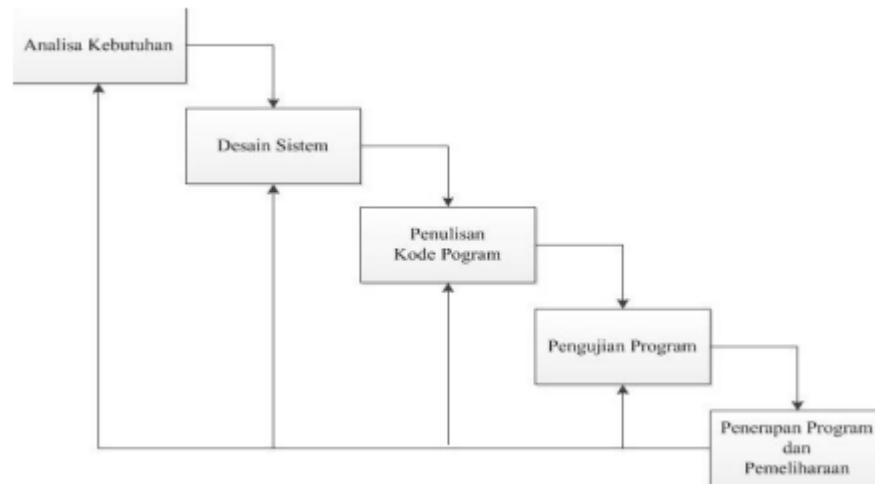 Analisa Kebutuhan
Desain Sistem
Penulisan
Kode Pogram
Pengujian Program
Penerapan Program
dan
Pemeliharaan